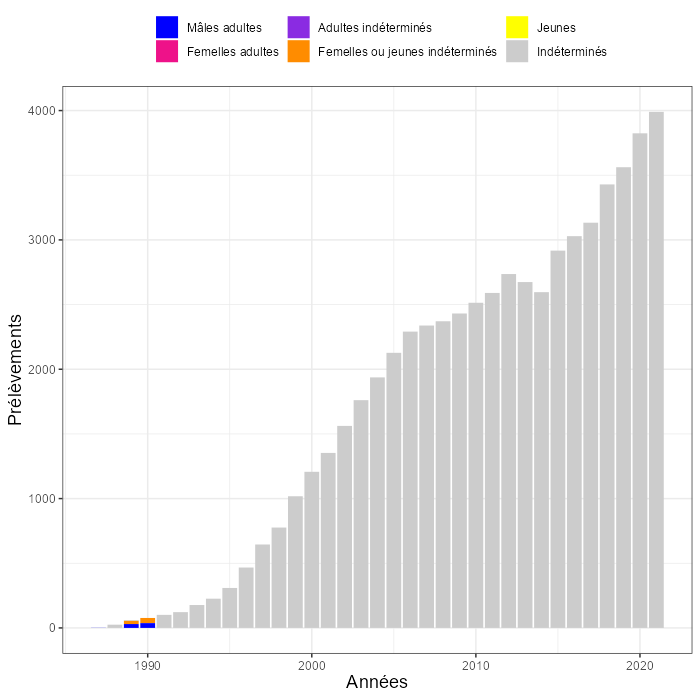 Mâles adultes Adultes indéterminés Jeunes
Femelles adultes Femelles ou jeunes indéterminés Indéterminés
4000
3000
2000
1000
0
Prélèvements
1990 2000 2010 2020
Années